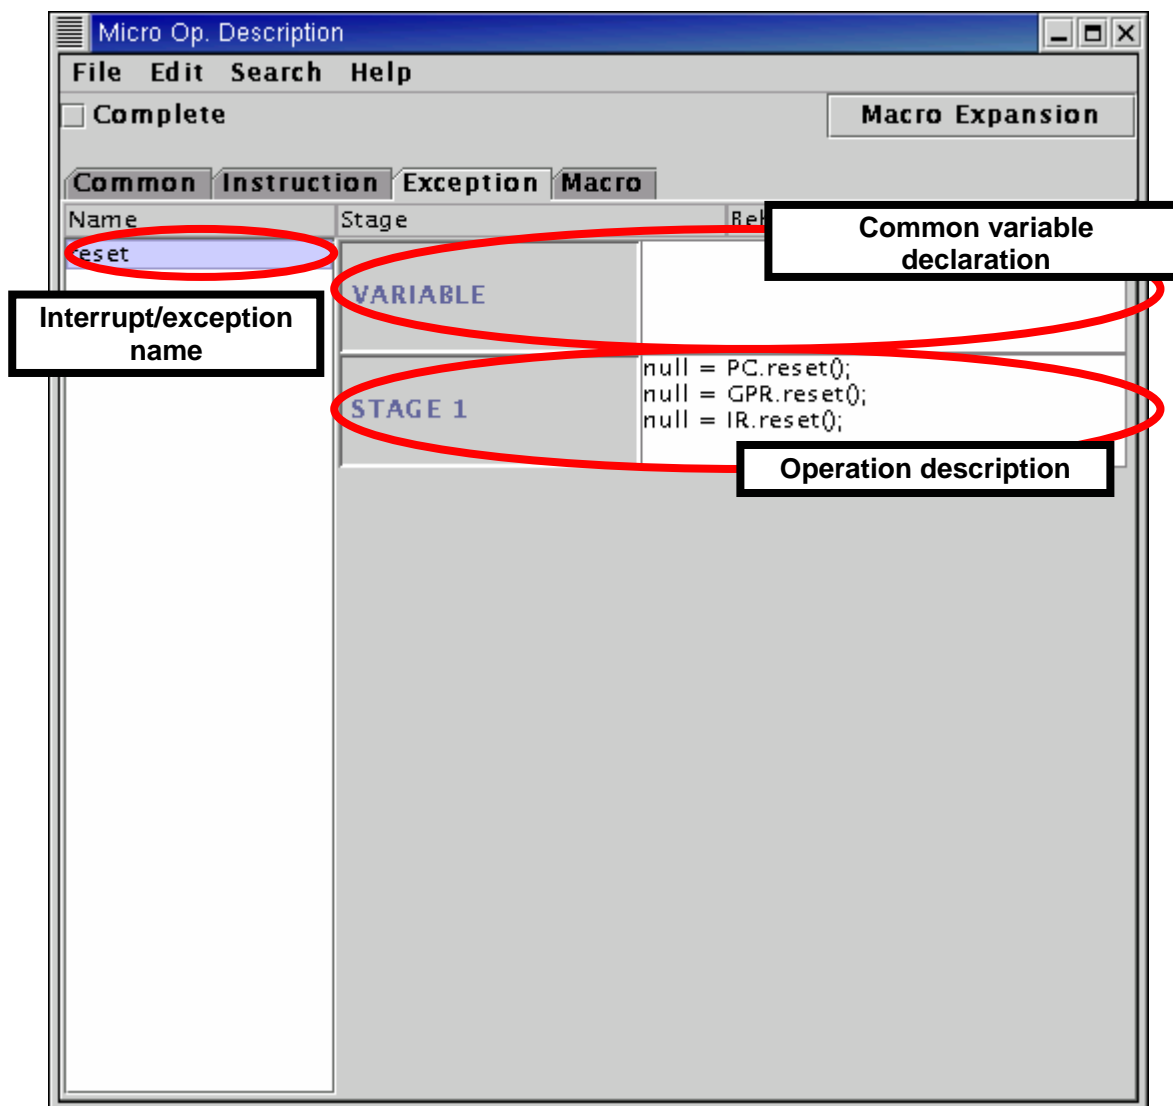 Micro Op. Description
File Edit Search Help
Complete
Macro Expansion
Common Instruction Exception Macro
Name Stage
Common variable
declaration
reset
VARIABLE
Interrupt/exception
name
null = PC.reset();
null = GPR.reset();
null = IR.reset();
STAGE 1
Operation description